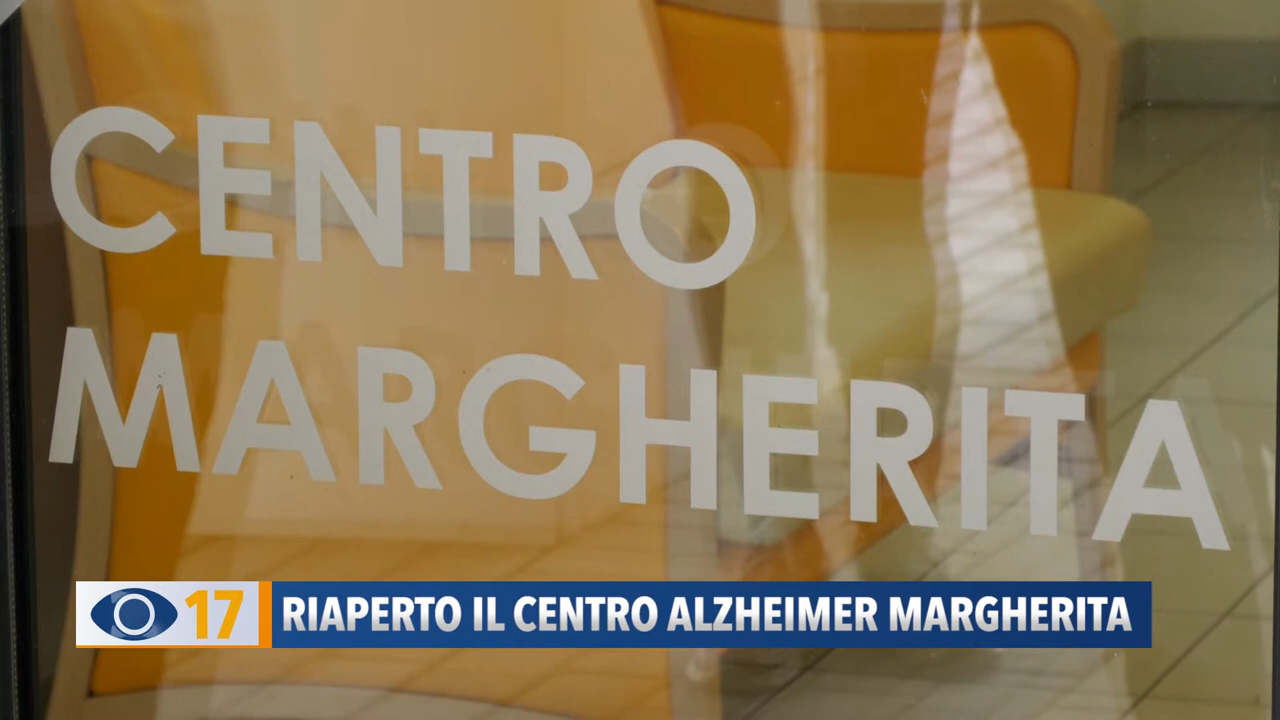 CENTRO
MARGHERITA
17
RIAPERTO IL CENTRO ALZHEIMER MARGHERITA